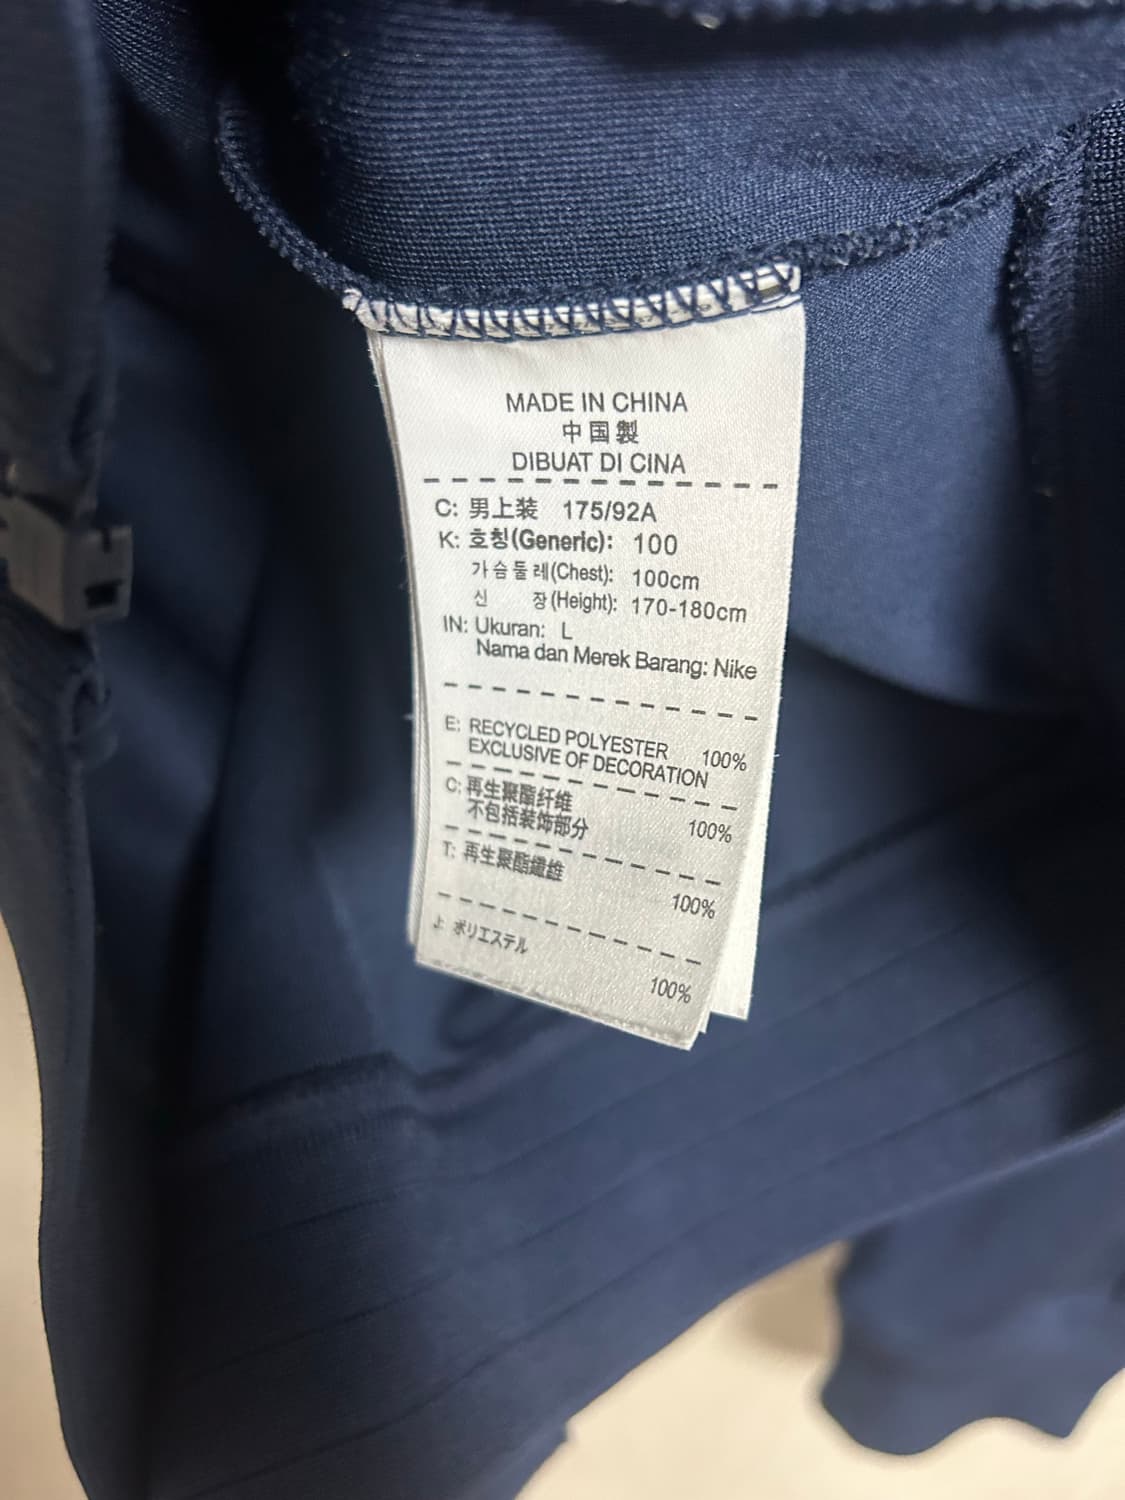 MADE IN CHINA
中国製
DIBUAT DI CINA
C: 男上装 175/92A
K: 호칭(Generic): 100
가슴둘레(Chest): 100cm
신 장(Height): 170-180cm
IN: Ukuran: L
Nama dan Merek Barang: Nike
E: RECYCLED POLYESTER 100%
EXCLUSIVE OF DECORATION
C: 再生聚酯纤维 100%
不包括装饰部分
T: 再生聚酯纖維 100%
J: ポリエステル 100%